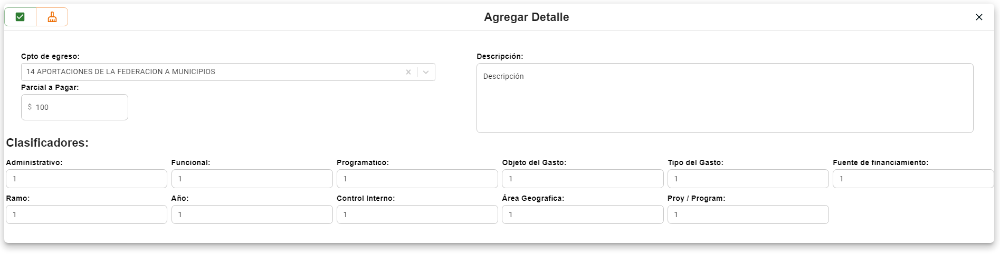 Agregar Detalle
Cpto de egreso:
14 APORTACIONES DE LA FEDERACION A MUNICIPIOS
Parcial a Pagar:
$ 100
Descripción:
Descripción
Clasificadores:
Administrativo: Funcional: Programatico: Objeto del Gasto: Tipo del Gasto: Fuente de financiamiento:
1 1 1 1 1 1
Ramo: Año: Control Interno: Área Geografica: Proy / Program:
1 1 1 1 1